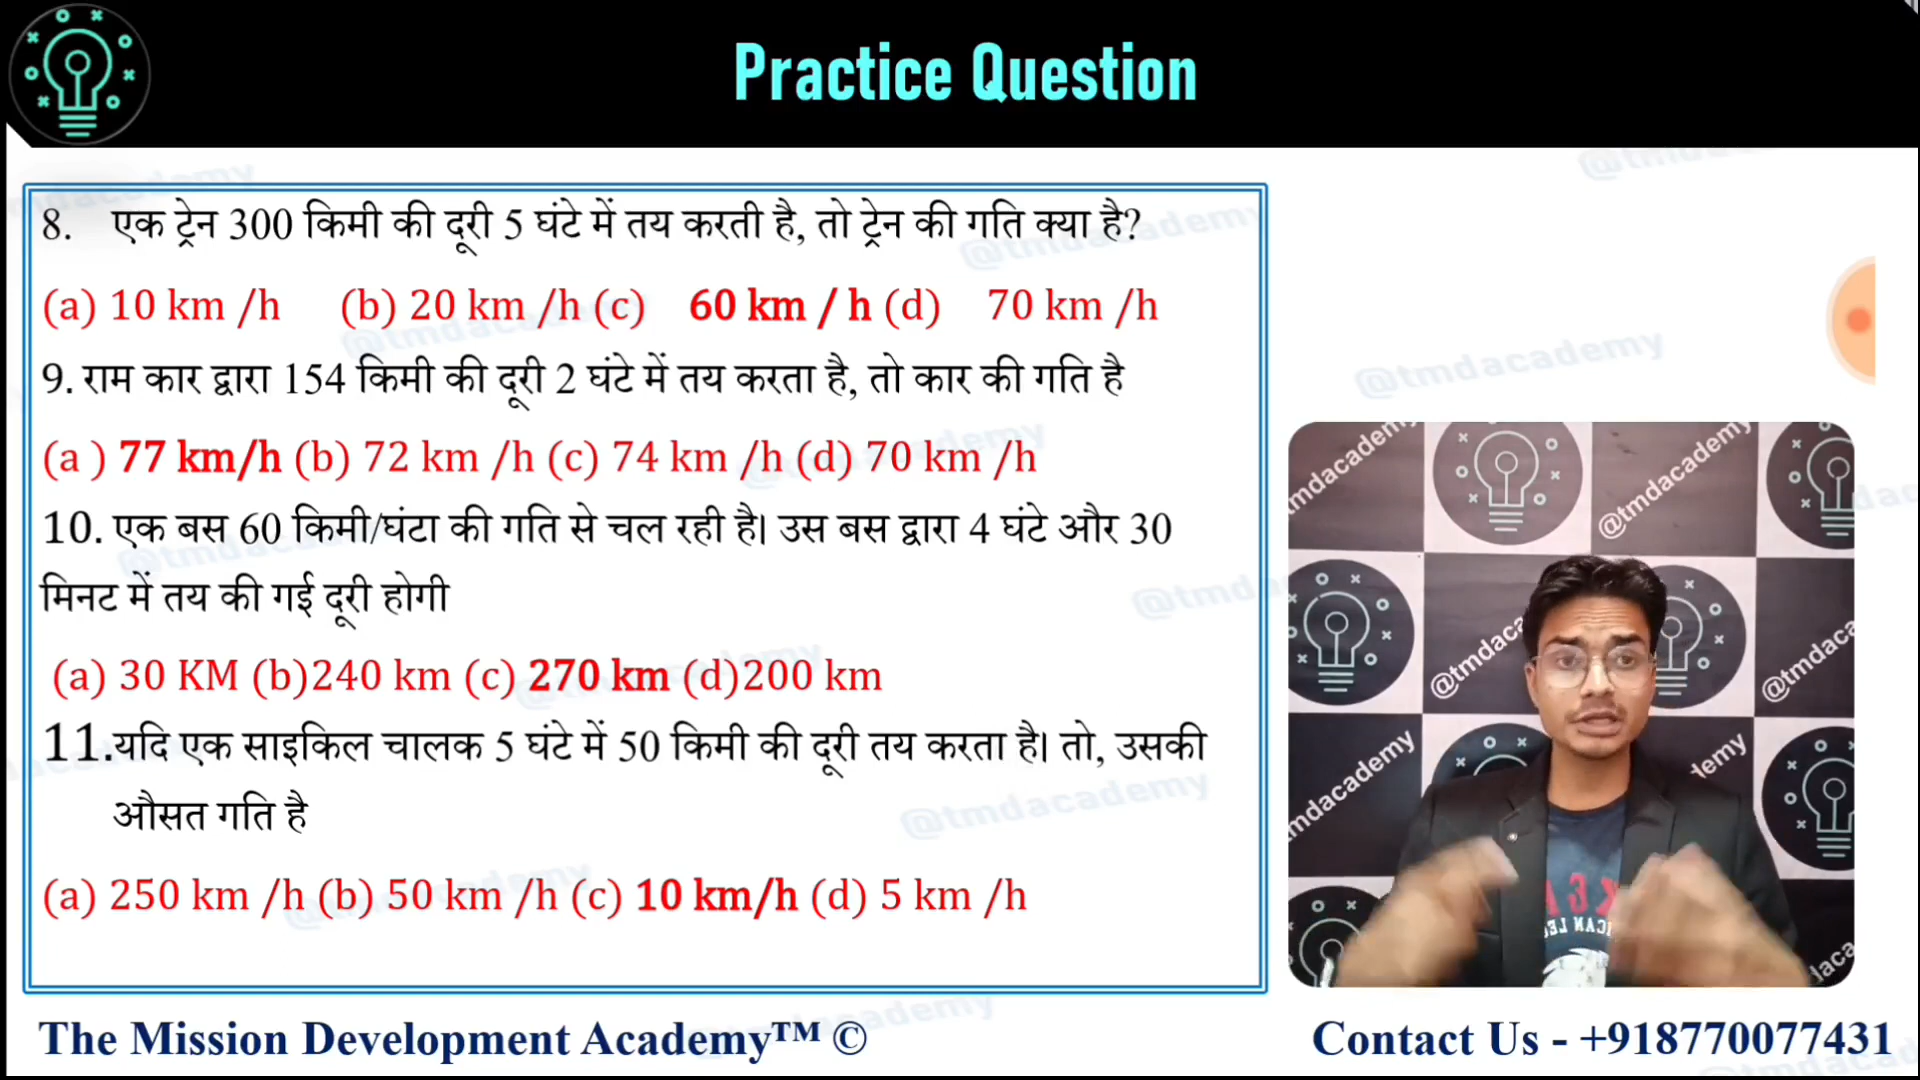 Practice Question
8. एक ट्रेन 300 किमी की दूरी 5 घंटे में तय करती है, तो ट्रेन की गति क्या है?
(a) 10 km /h (b) 20 km /h (c) 60 km / h (d) 70 km /h
9. राम कार द्वारा 154 किमी की दूरी 2 घंटे में तय करता है, तो कार की गति है
(a ) 77 km/h (b) 72 km /h (c) 74 km /h (d) 70 km /h
10. एक बस 60 किमी/घंटा की गति से चल रही है। उस बस द्वारा 4 घंटे और 30
मिनट में तय की गई दूरी होगी
(a) 30 KM (b)240 km (c) 270 km (d)200 km
11.यदि एक साइकिल चालक 5 घंटे में 50 किमी की दूरी तय करता है। तो, उसकी
औसत गति है
(a) 250 km /h (b) 50 km /h (c) 10 km/h (d) 5 km /h
@tmdacademy
The Mission Development Academy™ ©
Contact Us - +918770077431